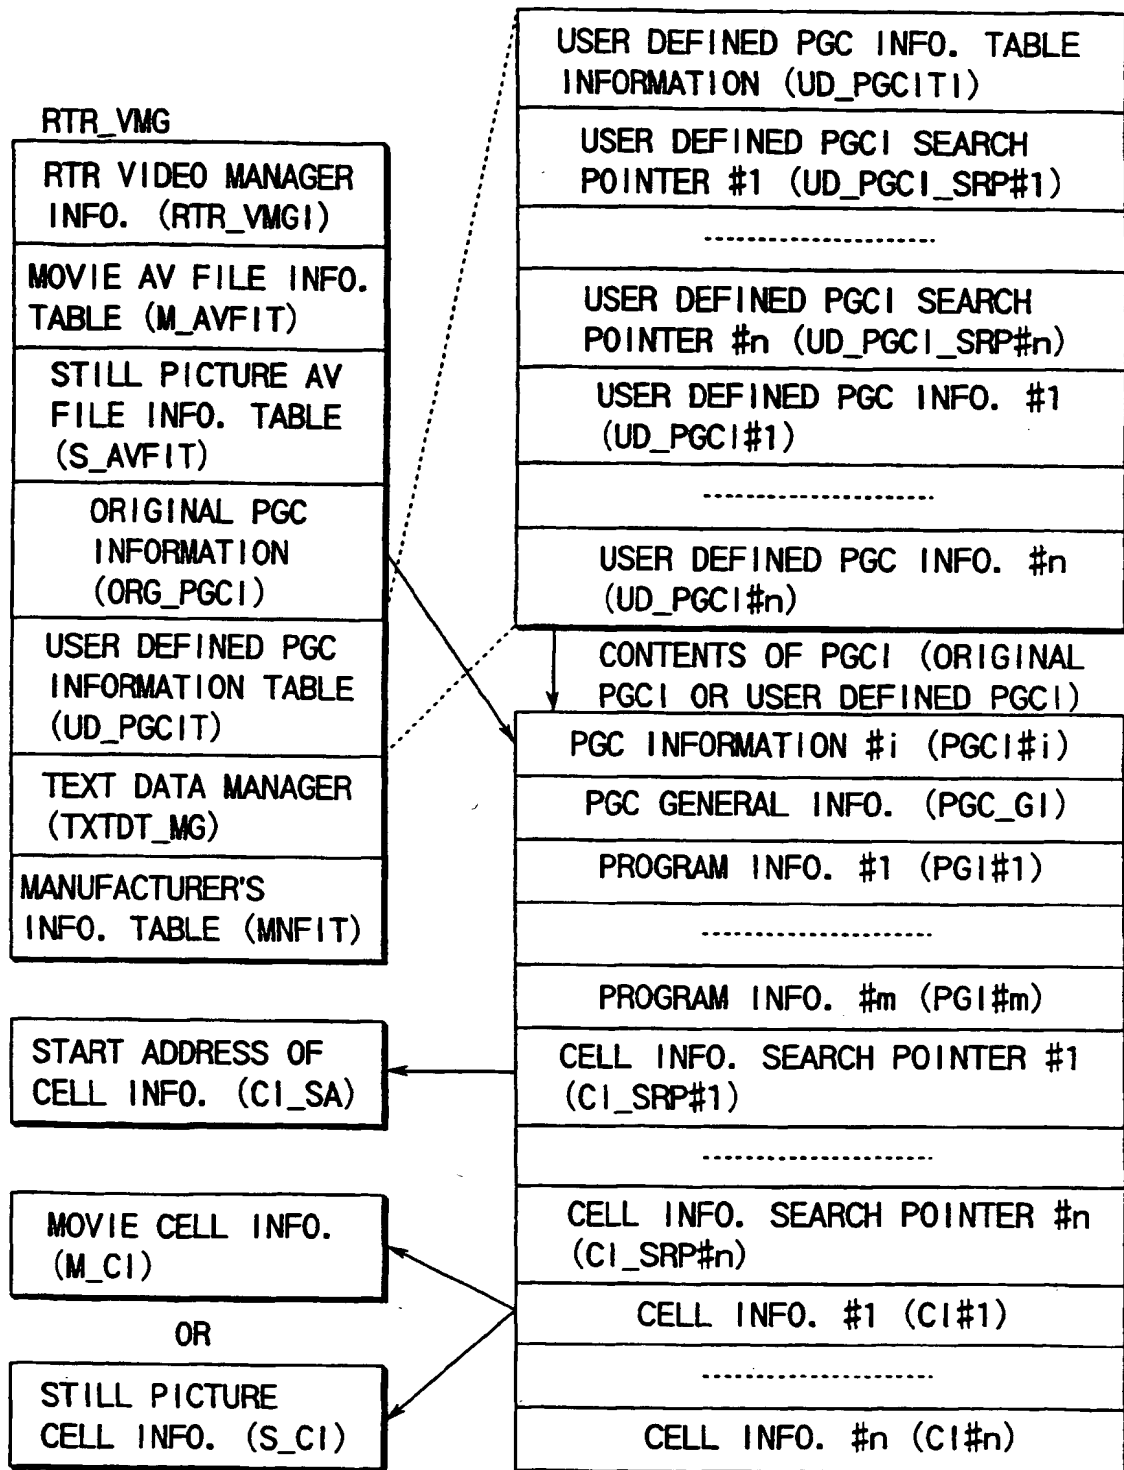 RTR_VMG
RTR VIDEO MANAGER
INFO. (RTR_VMGI)
MOVIE AV FILE INFO.
TABLE (M_AVFIT)
STILL PICTURE AV
FILE INFO. TABLE
(S_AVFIT)
ORIGINAL PGC
INFORMATION
(ORG_PGCI)
USER DEFINED PGC
INFORMATION TABLE
(UD_PGCIT)
TEXT DATA MANAGER
(TXTDT_MG)
MANUFACTURER'S
INFO. TABLE (MNFIT)
START ADDRESS OF
CELL INFO. (CI_SA)
MOVIE CELL INFO.
(M_CI)
OR
STILL PICTURE
CELL INFO. (S_CI)
USER DEFINED PGC INFO. TABLE
INFORMATION (UD_PGCITI)
USER DEFINED PGCI SEARCH
POINTER #1 (UD_PGCI_SRP#1)
USER DEFINED PGCI SEARCH
POINTER #n (UD_PGCI_SRP#n)
USER DEFINED PGC INFO. #1
(UD_PGCI#1)
USER DEFINED PGC INFO. #n
(UD_PGCI#n)
CONTENTS OF PGCI (ORIGINAL
PGCI OR USER DEFINED PGCI)
PGC INFORMATION #i (PGCI#i)
PGC GENERAL INFO. (PGC_GI)
PROGRAM INFO. #1 (PGI#1)
PROGRAM INFO. #m (PGI#m)
CELL INFO. SEARCH POINTER #1
(CI_SRP#1)
CELL INFO. SEARCH POINTER #n
(CI_SRP#n)
CELL INFO. #1 (CI#1)
CELL INFO. #n (CI#n)